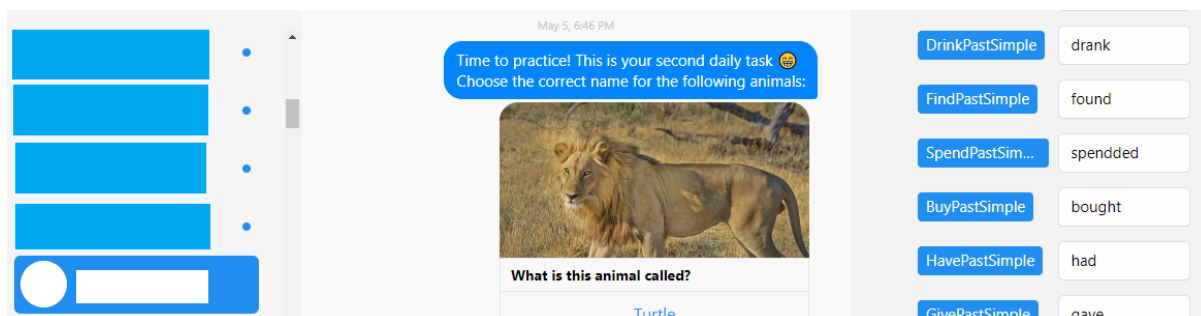 May 5, 6:46 PM
Time to practice! This is your second daily task 😁
Choose the correct name for the following animals:
What is this animal called?
Turtle
DrinkPastSimple drank
FindPastSimple found
SpendPastSim... spendded
BuyPastSimple bought
HavePastSimple had
GivePastSimple gave